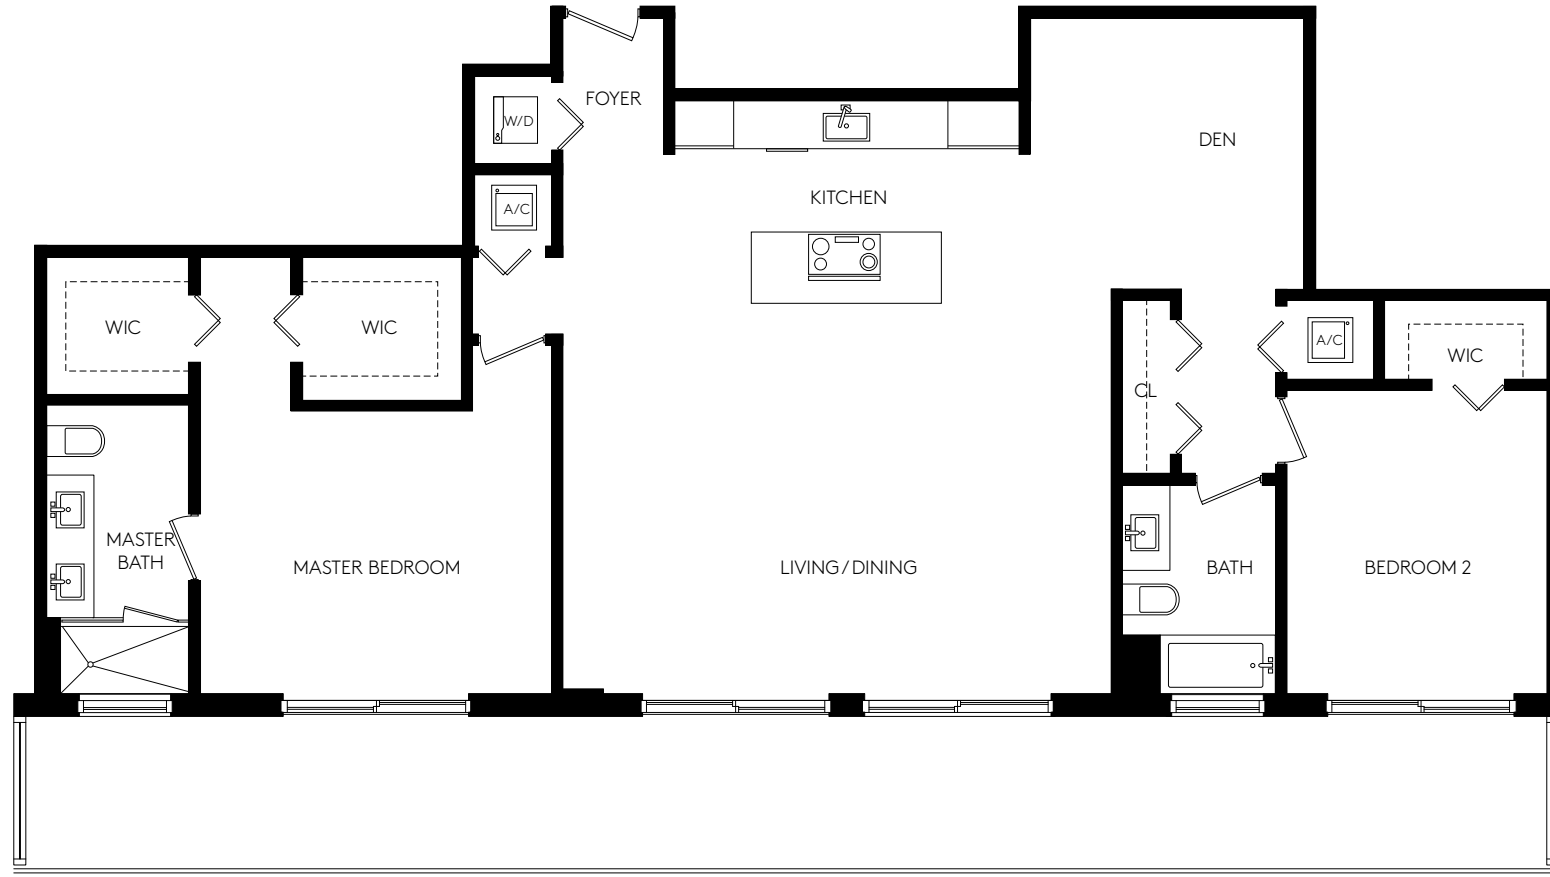 FOYER
W/D
DEN
KITCHEN
A/C
WIC
WIC
A/C
WIC
CL
MASTER
BATH
MASTER BEDROOM
LIVING/DINING
BATH
BEDROOM 2